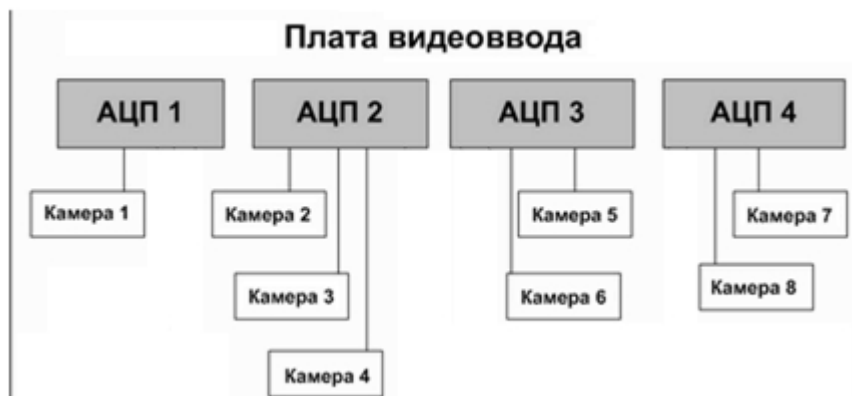 Плата видеоввода
АЦП 1
АЦП 2
АЦП 3
АЦП 4
Камера 1
Камера 2
Камера 5
Камера 7
Камера 3
Камера 6
Камера 8
Камера 4